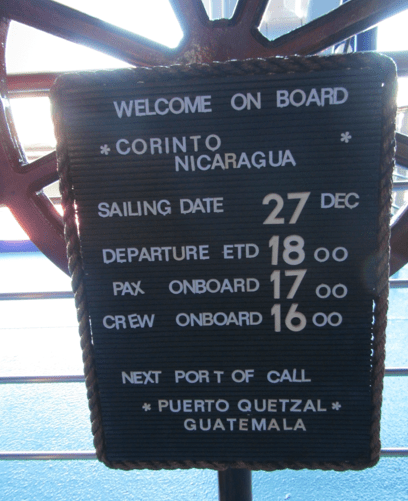 WELCOME ON BOARD
* CORINTO *
NICARAGUA
SAILING DATE 27 DEC
DEPARTURE ETD 18 00
PAX ONBOARD 17 00
CREW ONBOARD 16 00
NEXT PORT OF CALL
* PUERTO QUETZAL *
GUATEMALA